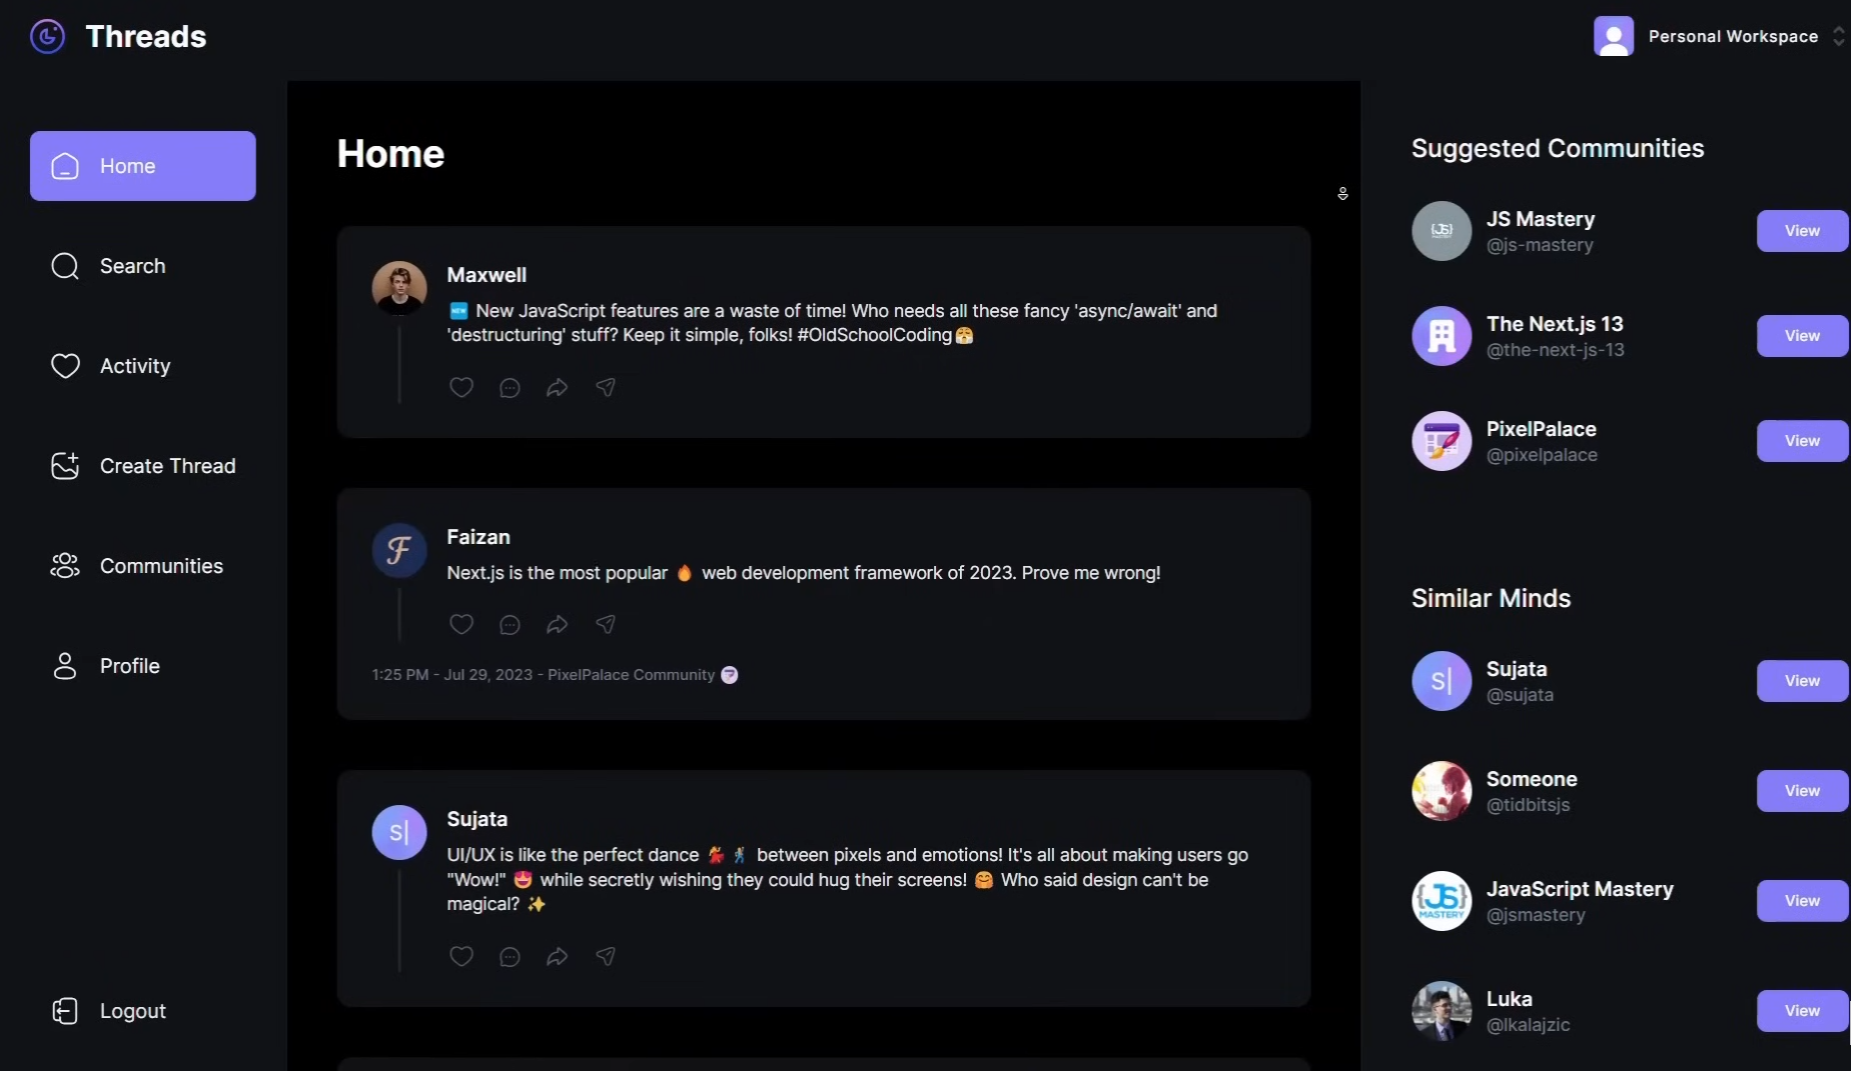 Threads
Personal Workspace
Home
Search
Activity
Create Thread
Communities
Profile
Logout
Home
Maxwell
🆕 New JavaScript features are a waste of time! Who needs all these fancy 'async/await' and
'destructuring' stuff? Keep it simple, folks! #OldSchoolCoding😤
Faizan
Next.js is the most popular 🔥 web development framework of 2023. Prove me wrong!
1:25 PM - Jul 29, 2023 - PixelPalace Community
Sujata
UI/UX is like the perfect dance 💃🕺 between pixels and emotions! It's all about making users go
"Wow!" 😍 while secretly wishing they could hug their screens! 🤗 Who said design can't be
magical? ✨
Suggested Communities
JS Mastery
@js-mastery
View
The Next.js 13
@the-next-js-13
View
PixelPalace
@pixelpalace
View
Similar Minds
S|
Sujata
@sujata
View
Someone
@tidbitsjs
View
{JS}
MASTERY
JavaScript Mastery
@jsmastery
View
Luka
@lkalajzic
View